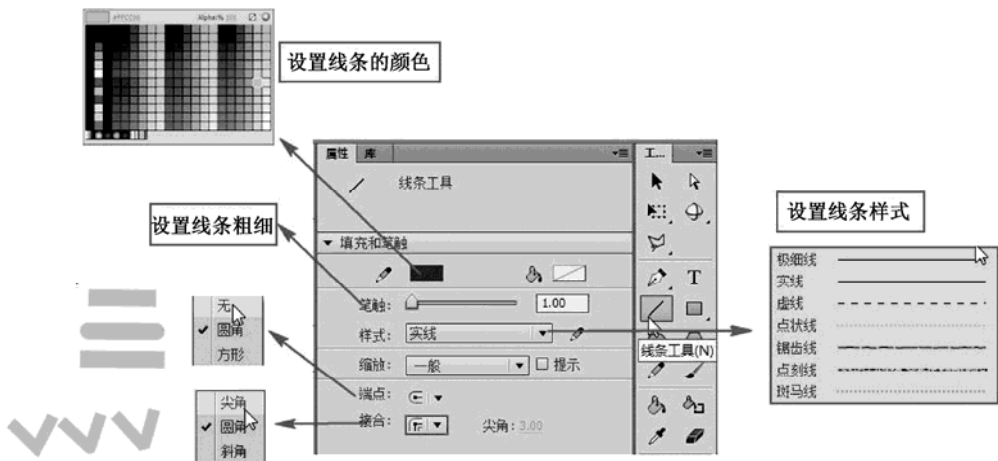 Alpha%
设置线条的颜色
属性 库
工...
线条工具
设置线条粗细
填充和笔触
笔触: 1.00
样式: 实线
缩放: 一般 提示
端点:
接合: 尖角: 3.00
T
线条工具(N)
设置线条样式
极细线
实线
虚线
点状线
锯齿线
点刻线
斑马线
无
圆角
方形
尖角
圆角
斜角